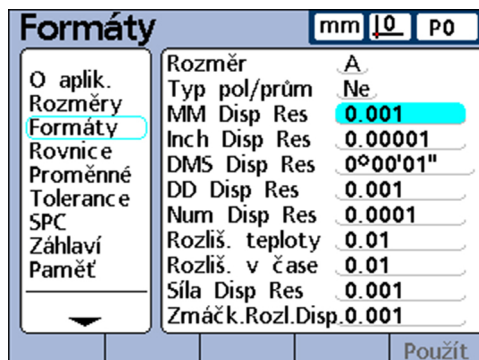 Formáty
mm 0 P0
O aplik.
Rozměry
Formáty
Rovnice
Proměnné
Tolerance
SPC
Záhlaví
Paměť
Rozměr A
Typ pol/prům Ne
MM Disp Res 0.001
Inch Disp Res 0.00001
DMS Disp Res 0°00'01"
DD Disp Res 0.001
Num Disp Res 0.0001
Rozliš. teploty 0.01
Rozliš. v čase 0.01
Síla Disp Res 0.001
Zmáčk.Rozl.Disp. 0.001
Použít